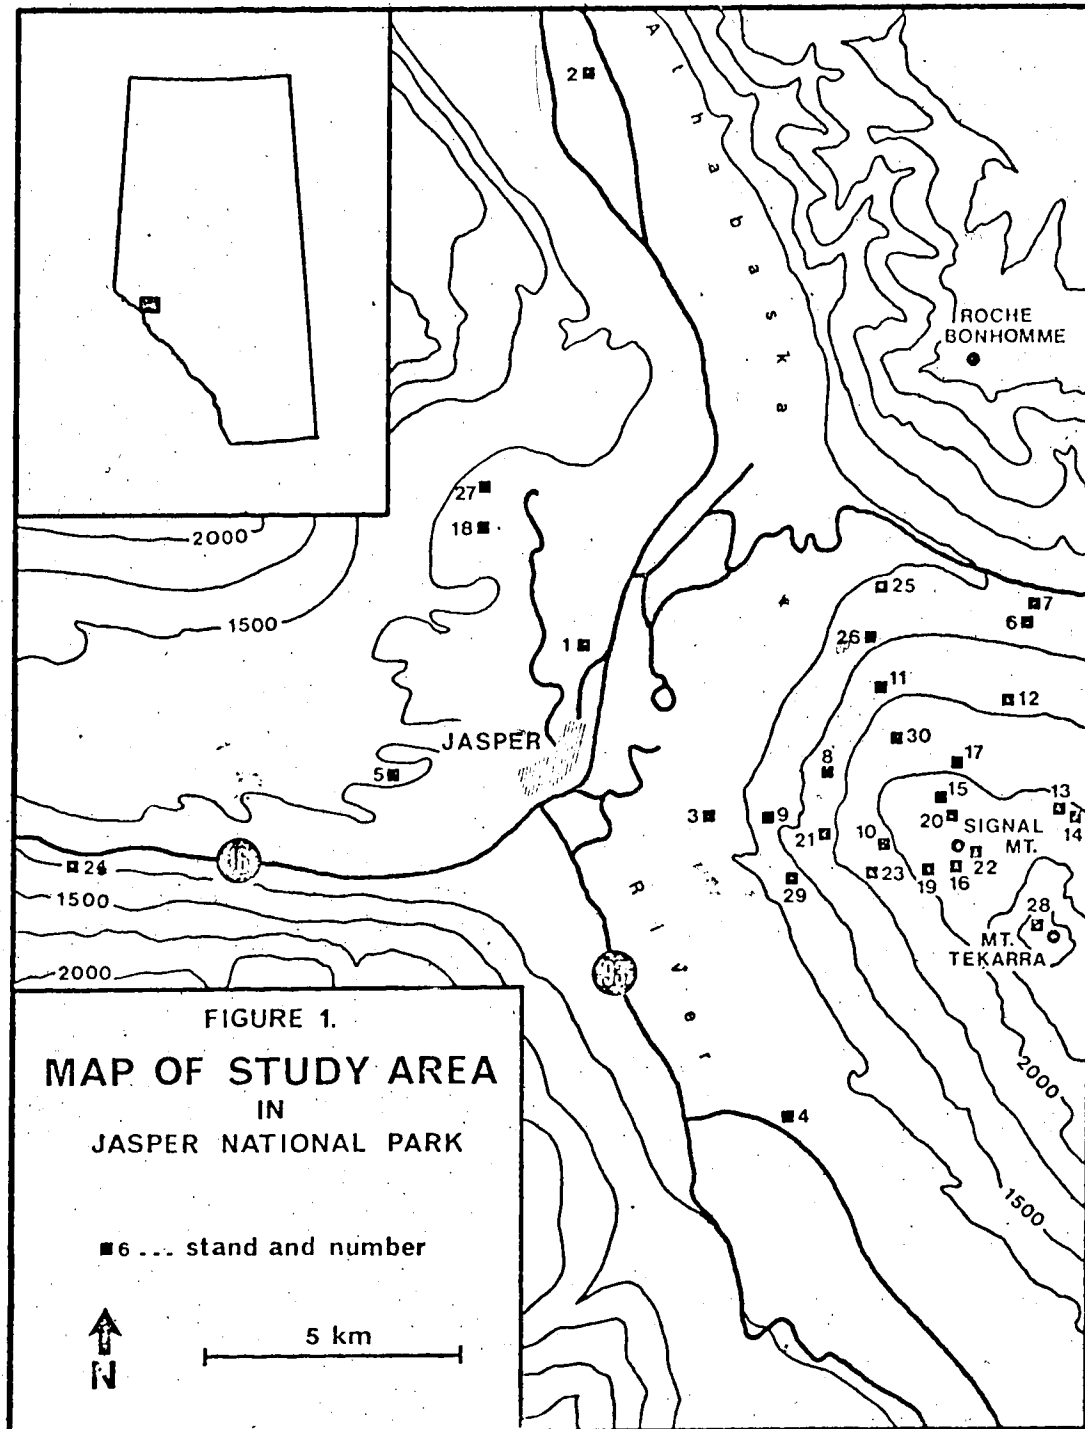 2
Athabaska
ROCHE
BONHOMME
27
18
2000
1500
25
7
6
26
1
11
12
30
JASPER
17
8
5
15
13
3
9
20
14
21
10
SIGNAL
MT.
24
16
22
23
19
16
29
1500
River
28
MT.
TEKARRA
93
2000
FIGURE 1.
MAP OF STUDY AREA
IN
JASPER NATIONAL PARK
2000
4
1500
6 ... stand and number
5 km
N